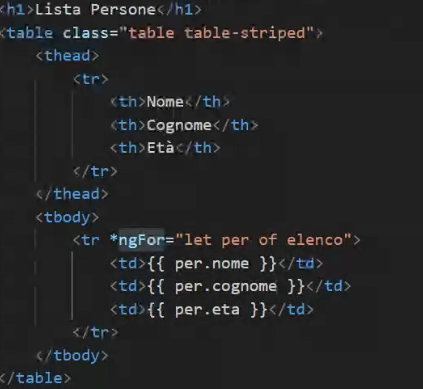 <h1>Lista Persone</h1>
<table class="table table-striped">
<thead>
<tr>
<th>Nome</th>
<th>Cognome</th>
<th>Età</th>
</tr>
</thead>
<tbody>
<tr *ngFor="let per of elenco">
<td>{{ per.nome }}</td>
<td>{{ per.cognome }}</td>
<td>{{ per.eta }}</td>
</tr>
</tbody>
</table>